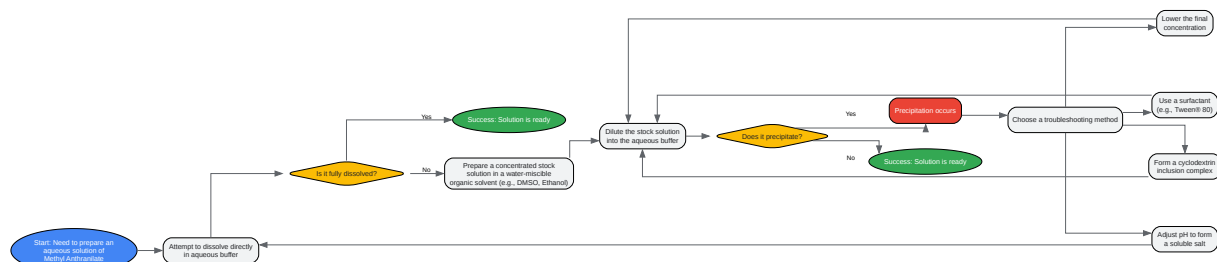 Start: Need to prepare an
aqueous solution of
Methyl Anthranilate
Attempt to dissolve directly
in aqueous buffer
Is it fully dissolved?
Yes
Success: Solution is ready
No
Prepare a concentrated stock
solution in a water-miscible
organic solvent (e.g., DMSO, Ethanol)
Dilute the stock solution
into the aqueous buffer
Does it precipitate?
Yes
Precipitation occurs
No
Success: Solution is ready
Choose a troubleshooting method
Lower the final
concentration
Use a surfactant
(e.g., Tween® 80)
Form a cyclodextrin
inclusion complex
Adjust pH to form
a soluble salt